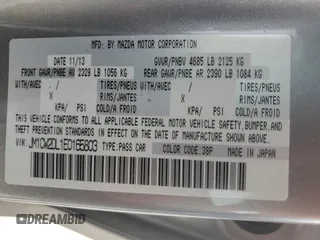 MFD. BY MAZDA MOTOR CORPORATION
DATE 11/13 GVWR/PNBV 4685 LB 2125 KG
FRONT GAWR/PNBE AV 2328 LB 1056 KG REAR GAWR/PNBE AR 2390 LB 1084 KG
WITH/AVEC X TIRES/PNEUS WITH/AVEC X TIRES/PNEUS
X RIMS/JANTES X RIMS/JANTES
KPA/ PSI/ COLD/A FROID KPA/ PSI/ COLD/A FROID
THIS VEHICLE CONFORMS TO ALL APPLICABLE FEDERAL MOTOR VEHICLE SAFETY, BUMPER, AND THEFT PREVENTION STANDARDS IN EFFECT ON THE DATE OF MANUFACTURE SHOWN ABOVE.
JM1CW2DL1E0165803 TYPE:PASS CAR COLOR CODE:38P
MADE IN JAPAN
DREAMBID